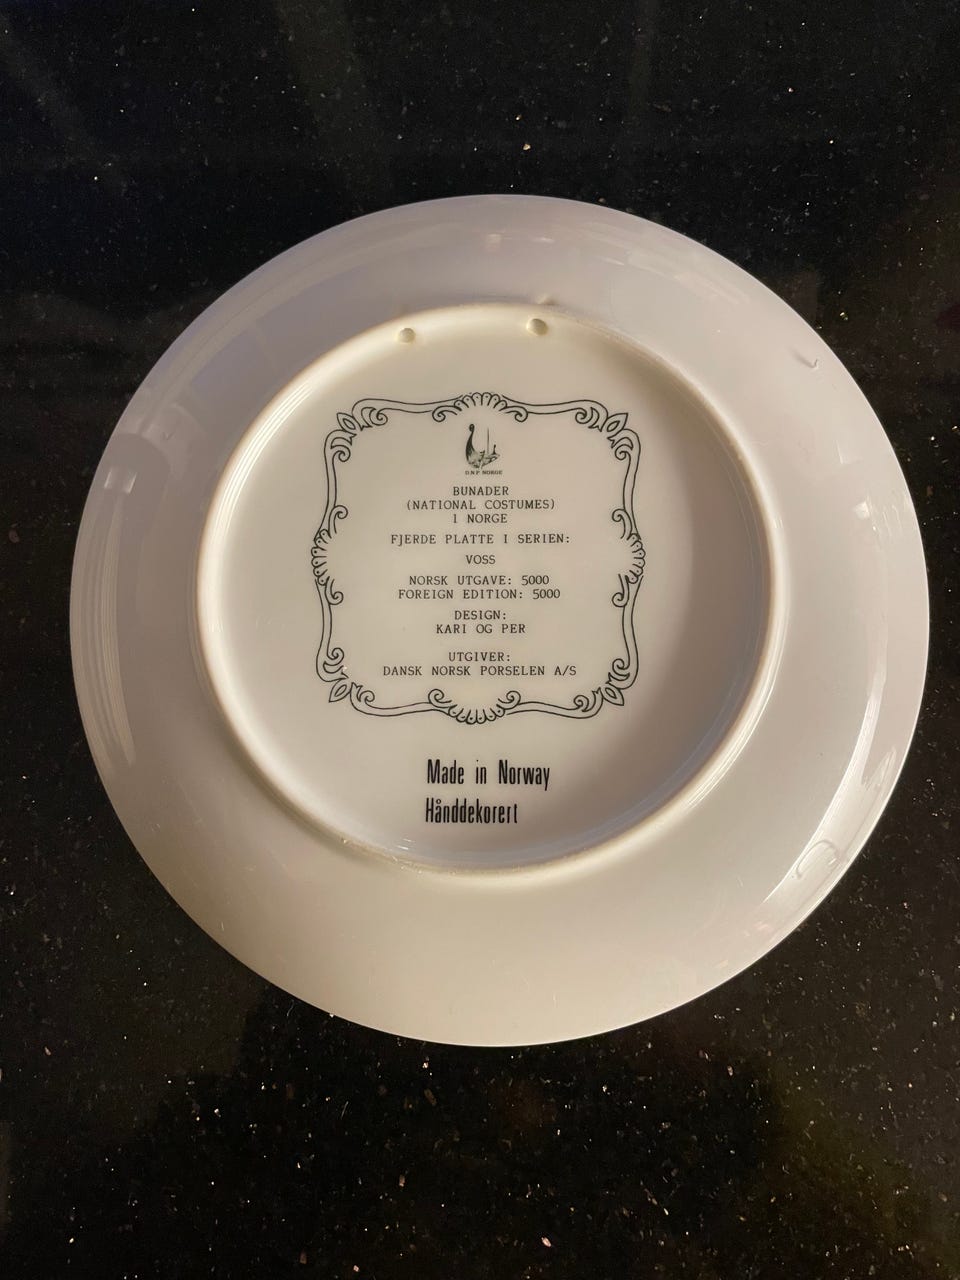 D.N.P NORGE
BUNADER
(NATIONAL COSTUMES)
I NORGE
FJERDE PLATTE I SERIEN:
VOSS
NORSK UTGAVE: 5000
FOREIGN EDITION: 5000
DESIGN:
KARI OG PER
UTGIVER:
DANSK NORSK PORSELEN A/S
Made in Norway
Hånddekorert